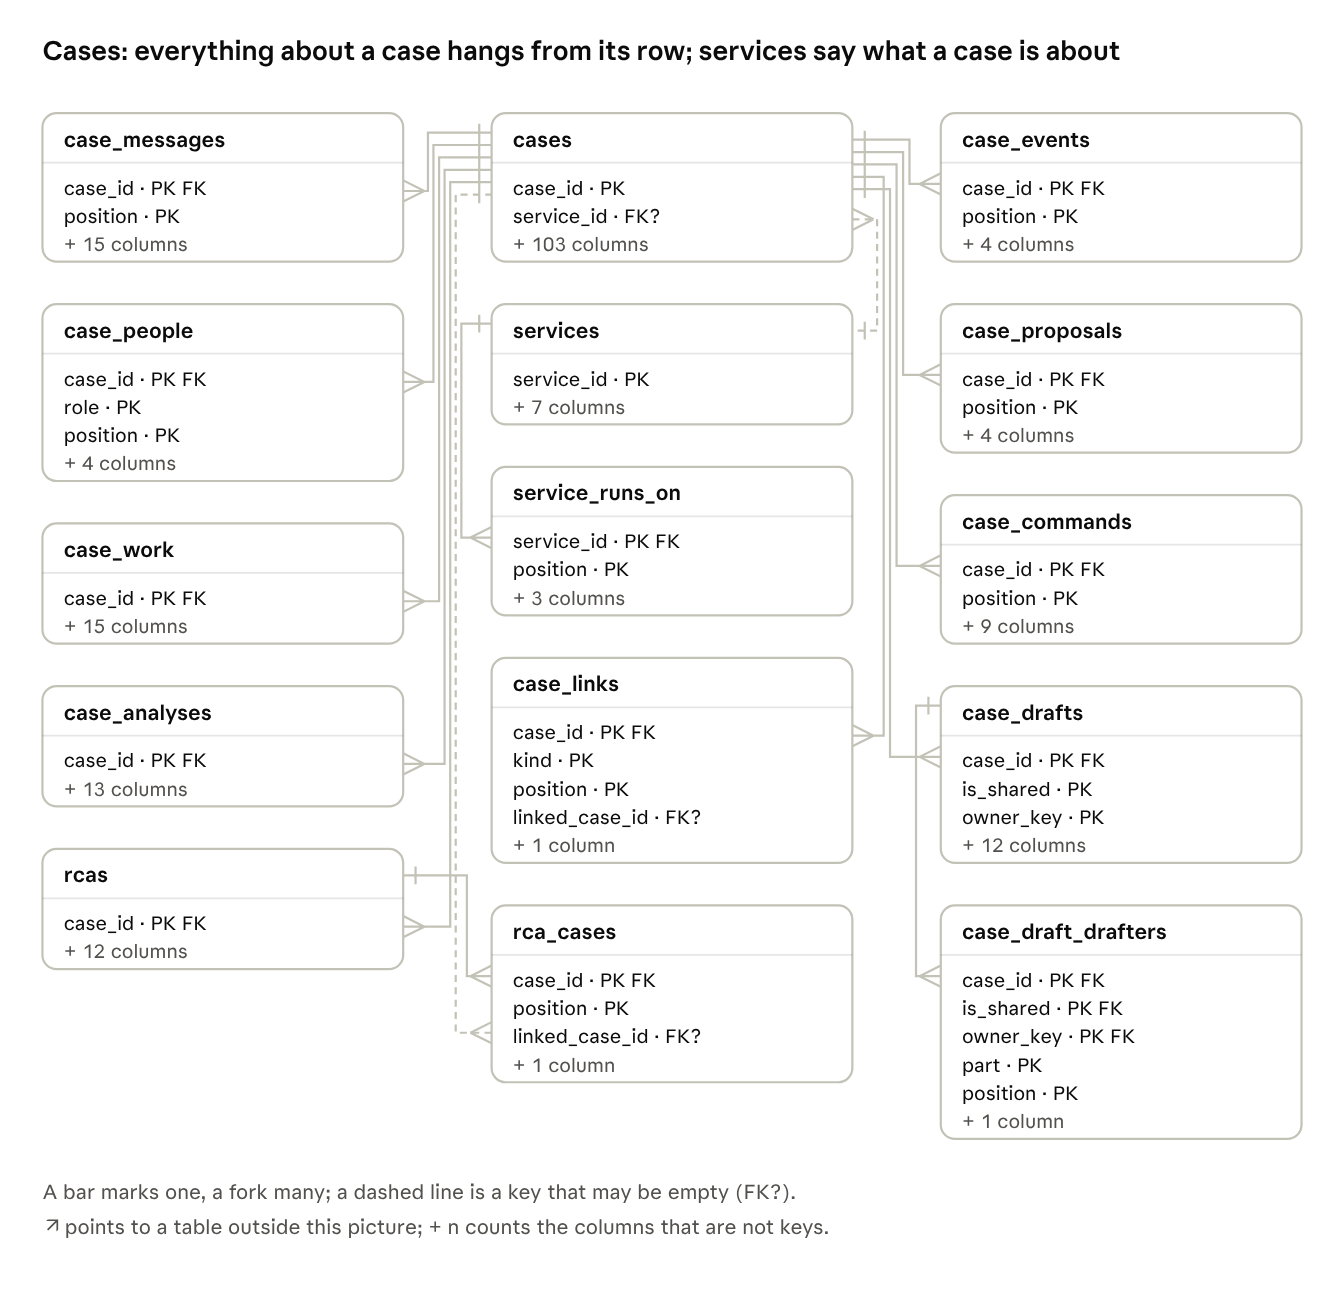 Cases: everything about a case hangs from its row; services say what a case is about
case_messages
case_id · PK FK
position · PK
+ 15 columns
case_people
case_id · PK FK
role · PK
position · PK
+ 4 columns
case_work
case_id · PK FK
+ 15 columns
case_analyses
case_id · PK FK
+ 13 columns
rcas
case_id · PK FK
+ 12 columns
cases
case_id · PK
service_id · FK?
+ 103 columns
services
service_id · PK
+ 7 columns
service_runs_on
service_id · PK FK
position · PK
+ 3 columns
case_links
case_id · PK FK
kind · PK
position · PK
linked_case_id · FK?
+ 1 column
rca_cases
case_id · PK FK
position · PK
linked_case_id · FK?
+ 1 column
case_events
case_id · PK FK
position · PK
+ 4 columns
case_proposals
case_id · PK FK
position · PK
+ 4 columns
case_commands
case_id · PK FK
position · PK
+ 9 columns
case_drafts
case_id · PK FK
is_shared · PK
owner_key · PK
+ 12 columns
case_draft_drafters
case_id · PK FK
is_shared · PK FK
owner_key · PK FK
part · PK
position · PK
+ 1 column
A bar marks one, a fork many; a dashed line is a key that may be empty (FK?).
↗ points to a table outside this picture; + n counts the columns that are not keys.